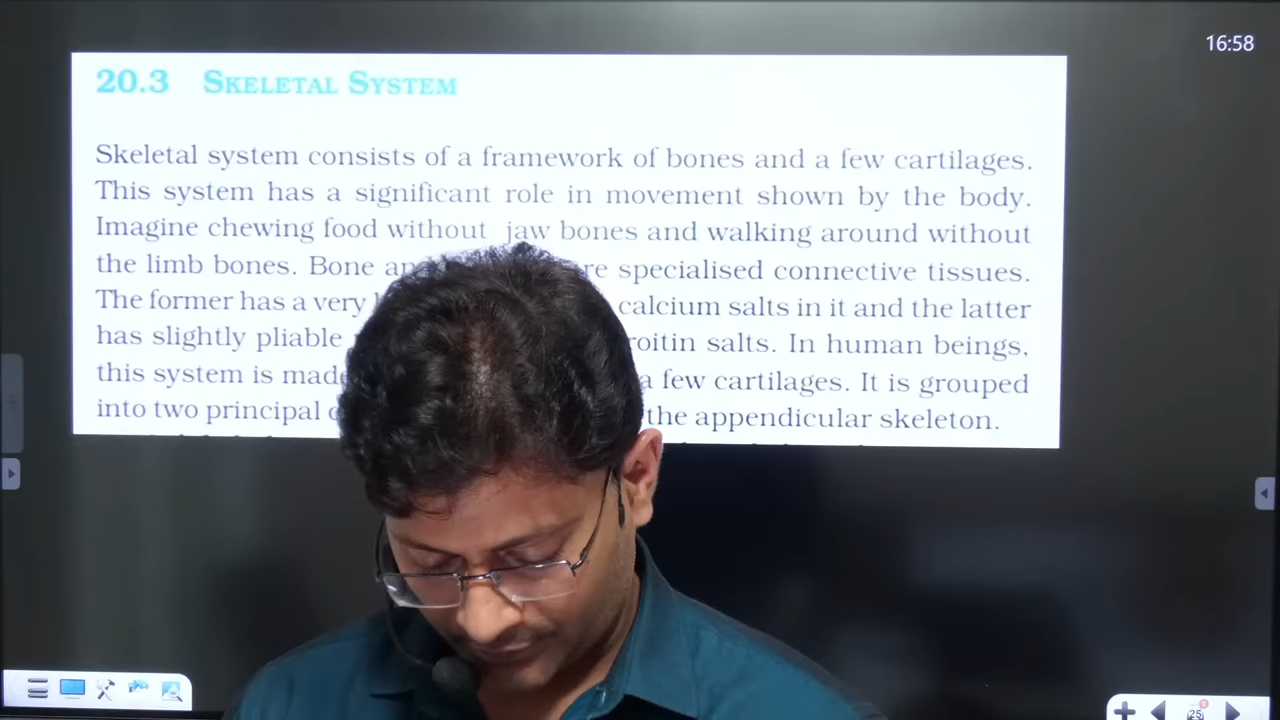 16:58
20.3 SKELETAL SYSTEM
Skeletal system consists of a framework of bones and a few cartilages.
This system has a significant role in movement shown by the body.
Imagine chewing food without jaw bones and walking around without
the limb bones. Bone specialised connective tissues.
The former has a very calcium salts in it and the latter
has slightly pliable salts. In human beings,
this system is made a few cartilages. It is grouped
into two principal the appendicular skeleton.
25